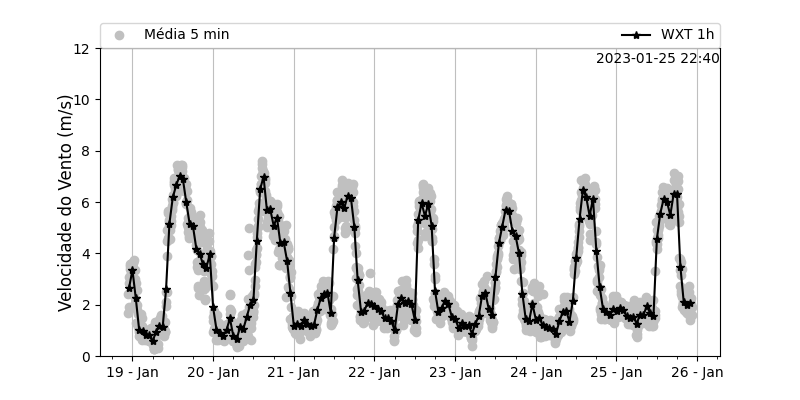 Média 5 min
WXT 1h
2023-01-25 22:40
Velocidade do Vento (m/s)
12
10
8
6
4
2
0
19 - Jan
20 - Jan
21 - Jan
22 - Jan
23 - Jan
24 - Jan
25 - Jan
26 - Jan